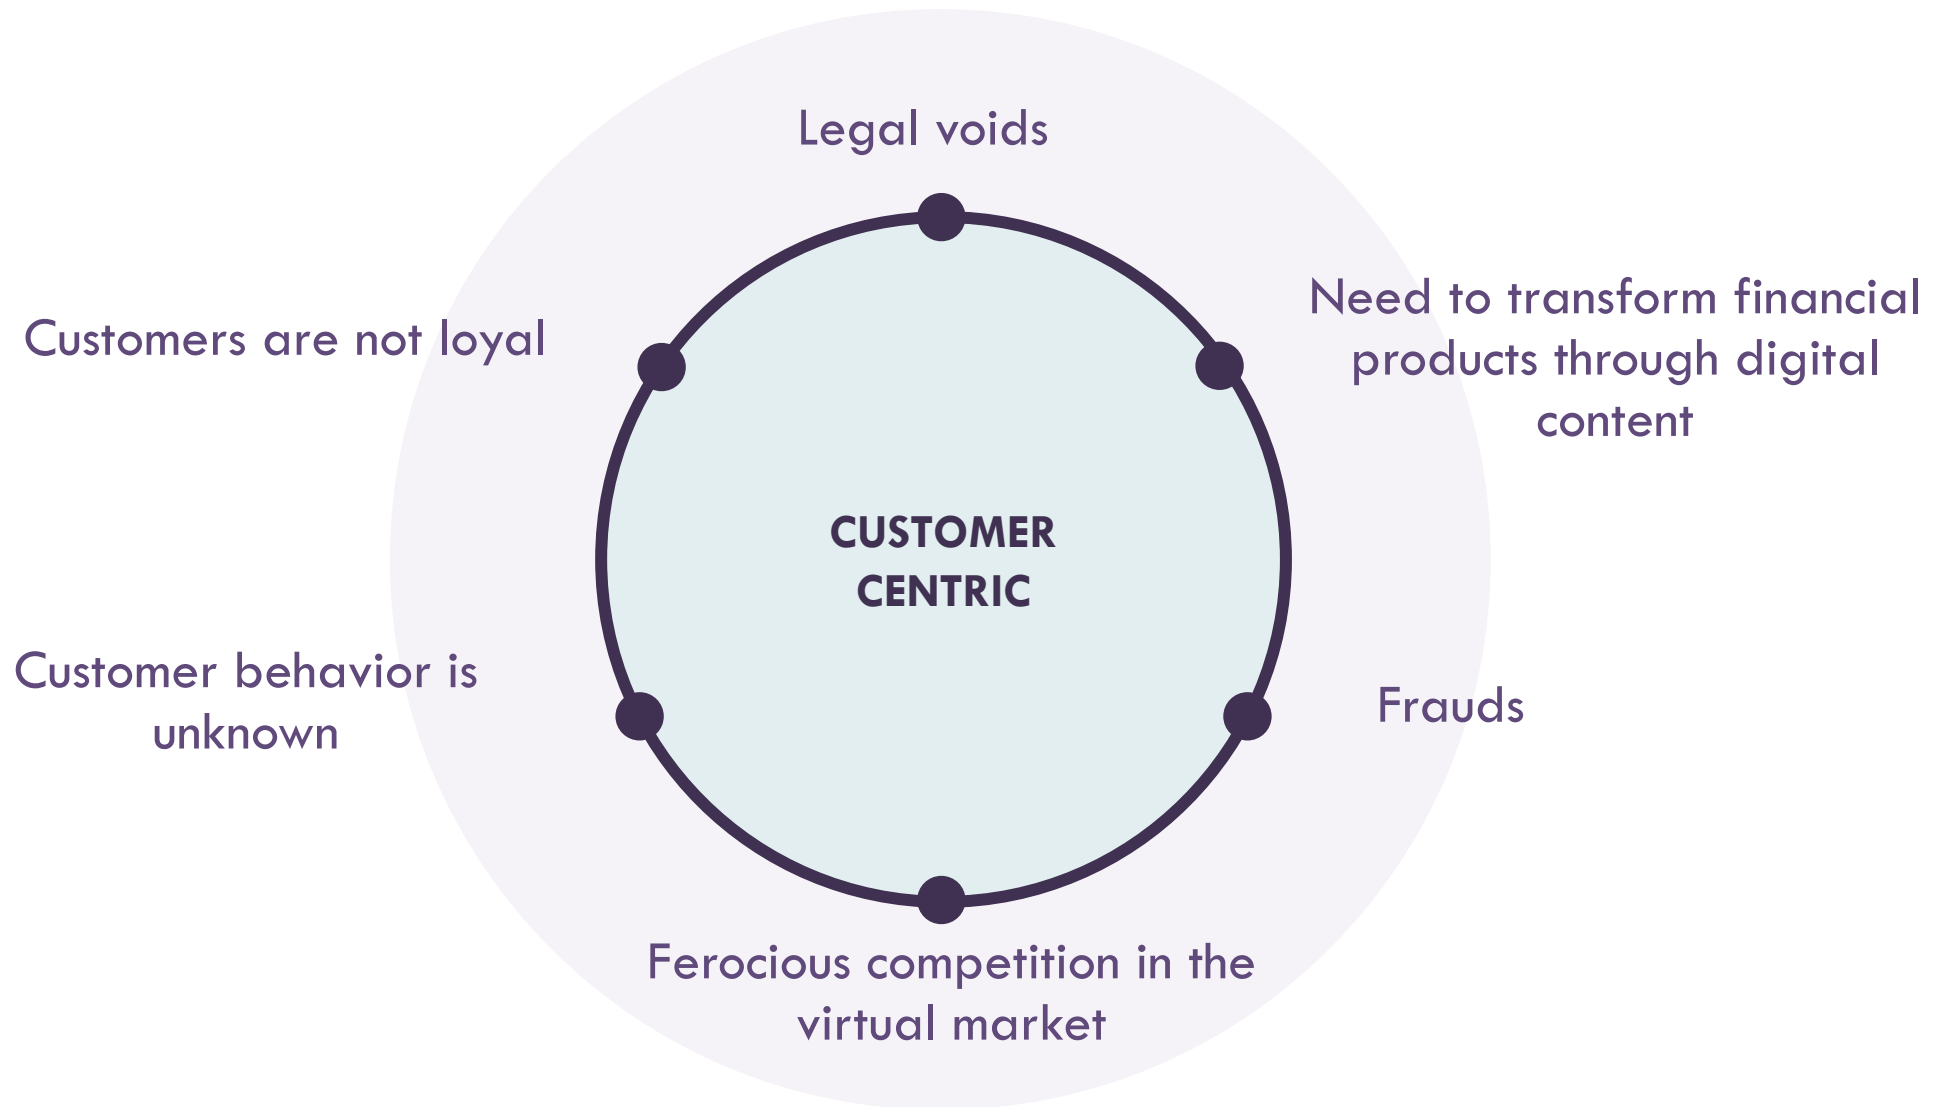 Legal voids
Need to transform financial
products through digital
content
Customers are not loyal
CUSTOMER
CENTRIC
Customer behavior is
unknown
Frauds
Ferocious competition in the
virtual market